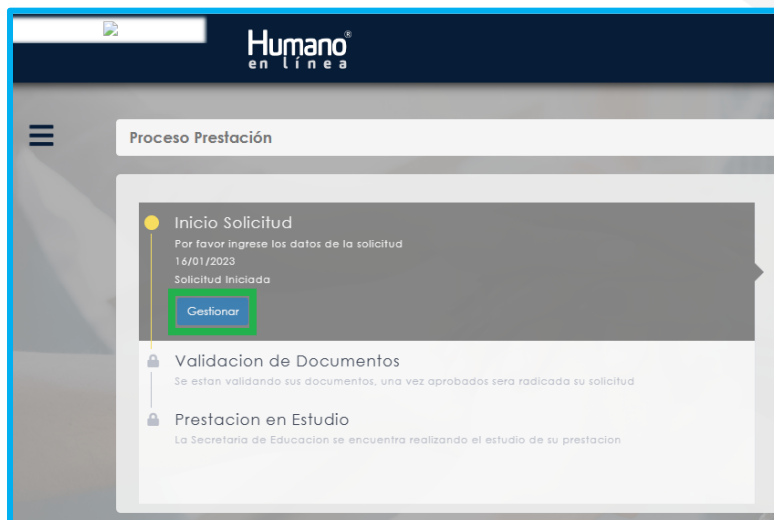 Humano®
en línea
Proceso Prestación
Inicio Solicitud
Por favor ingrese los datos de la solicitud
16/01/2023
Solicitud Iniciada
Gestionar
Validacion de Documentos
Se estan validando sus documentos, una vez aprobados sera radicada su solicitud
Prestacion en Estudio
La Secretaria de Educacion se encuentra realizando el estudio de su prestacion